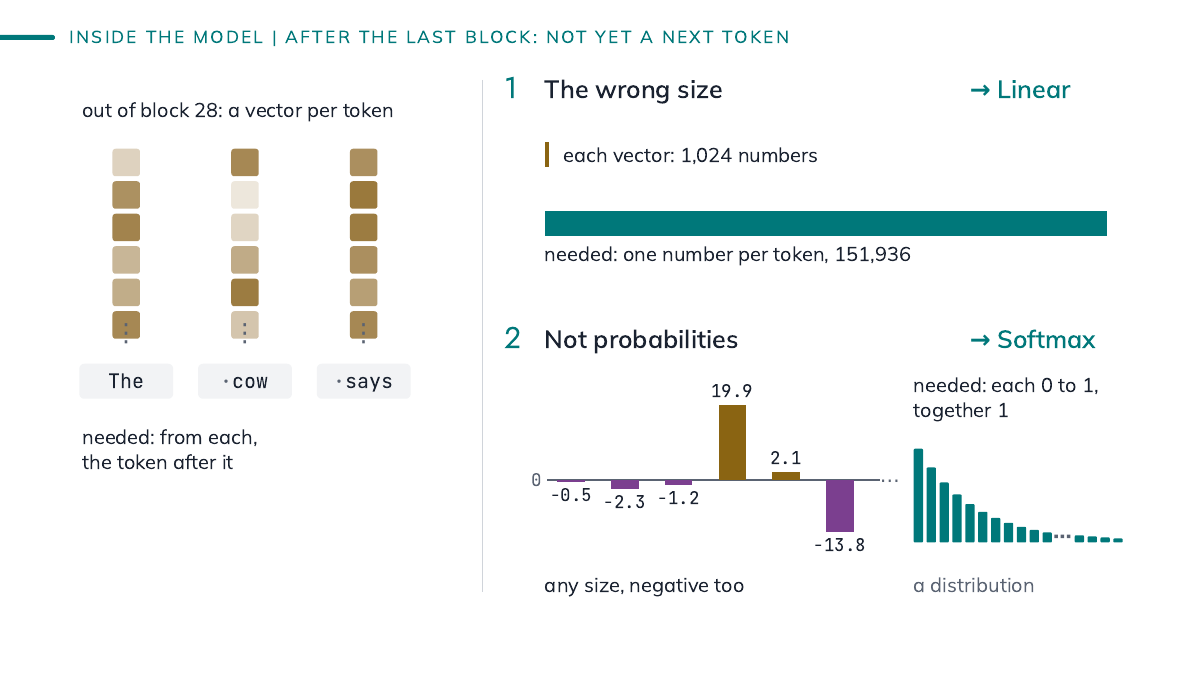 INSIDE THE MODEL | AFTER THE LAST BLOCK: NOT YET A NEXT TOKEN
out of block 28: a vector per token
The ·cow ·says
needed: from each,
the token after it
1 The wrong size → Linear
each vector: 1,024 numbers
needed: one number per token, 151,936
2 Not probabilities → Softmax
needed: each 0 to 1,
together 1
19.9
2.1
0 ...
-0.5 -2.3 -1.2
-13.8
any size, negative too
a distribution